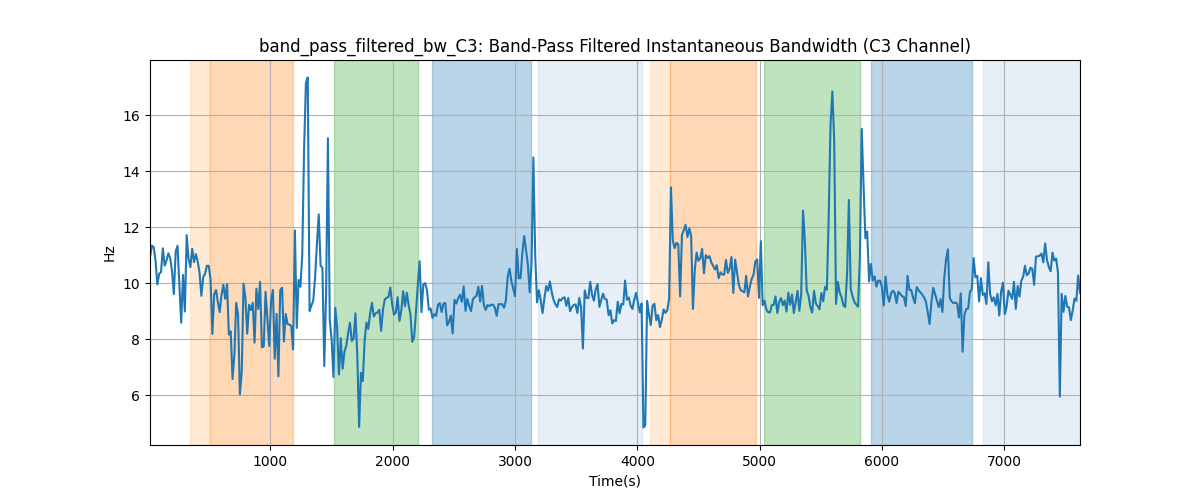 band_pass_filtered_bw_C3: Band-Pass Filtered Instantaneous Bandwidth (C3 Channel)
16
14
12
10
8
6
Hz
1000 2000 3000 4000 5000 6000 7000
Time(s)